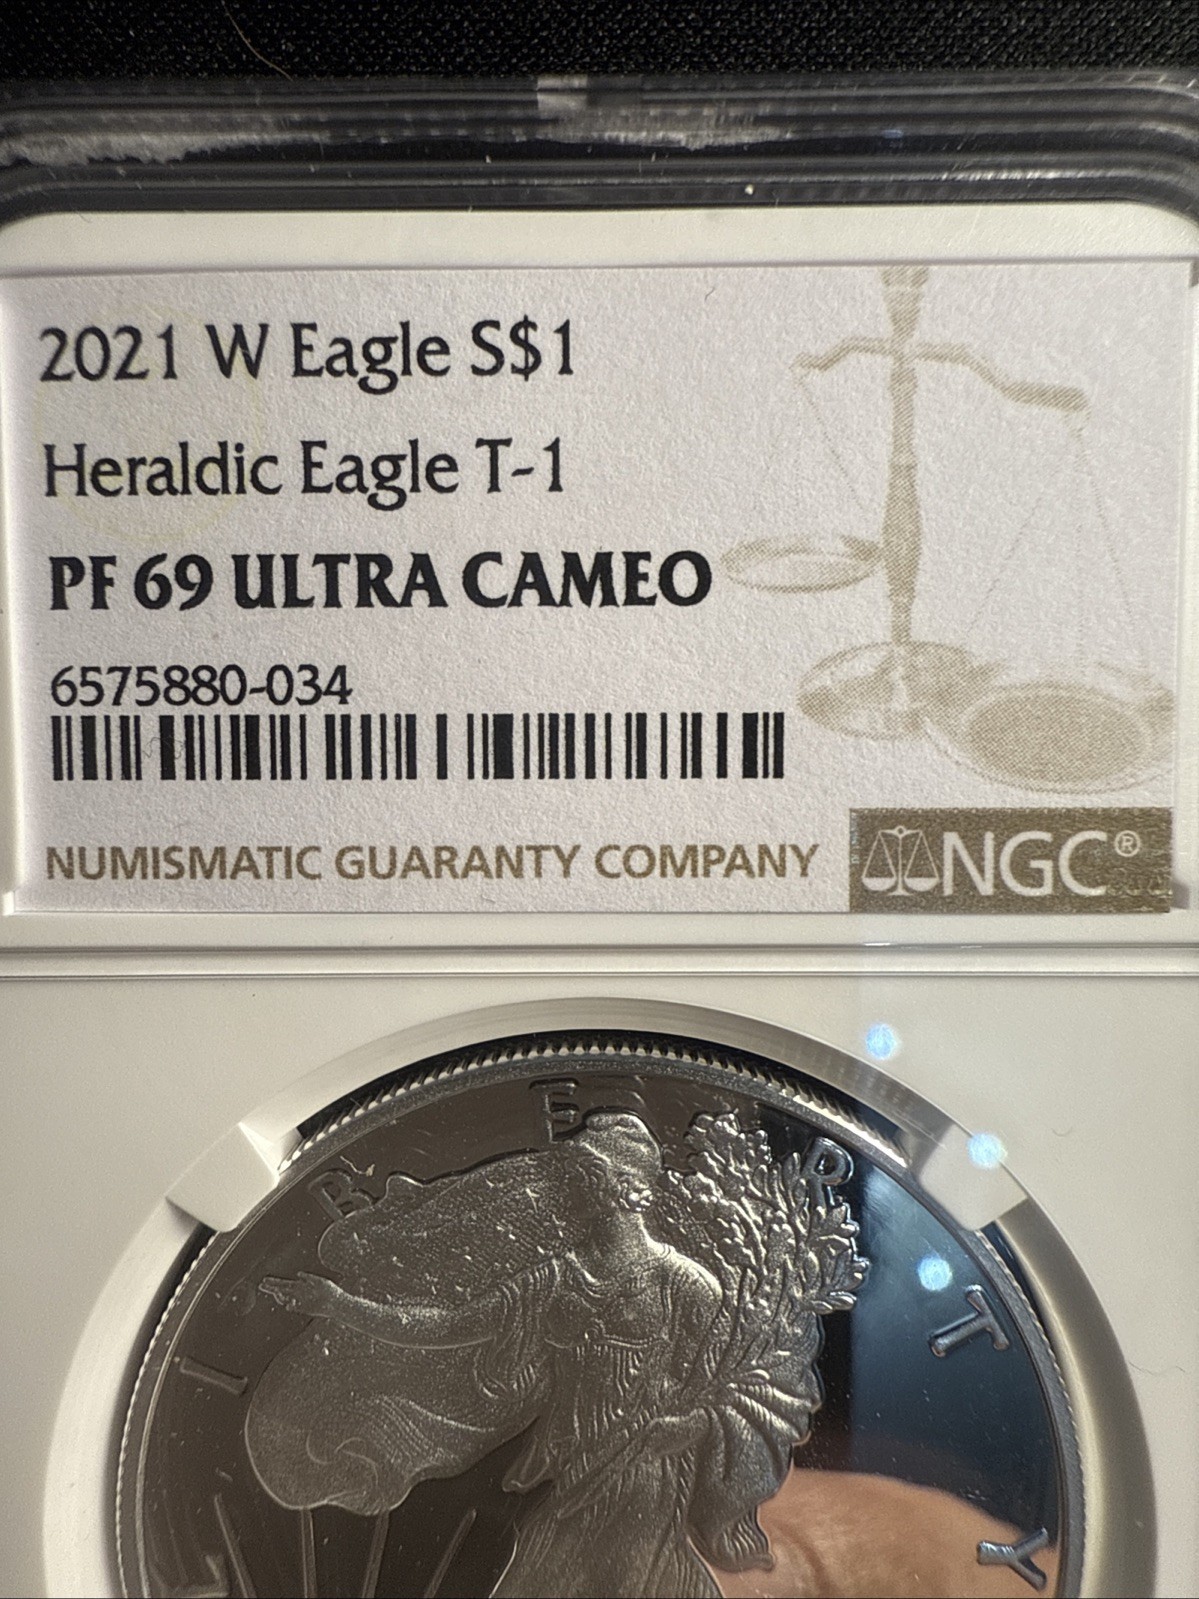 2021 W Eagle S$1
Heraldic Eagle T-1
PF 69 ULTRA CAMEO
6575880-034
NUMISMATIC GUARANTY COMPANY
NGC®
LIBERTY